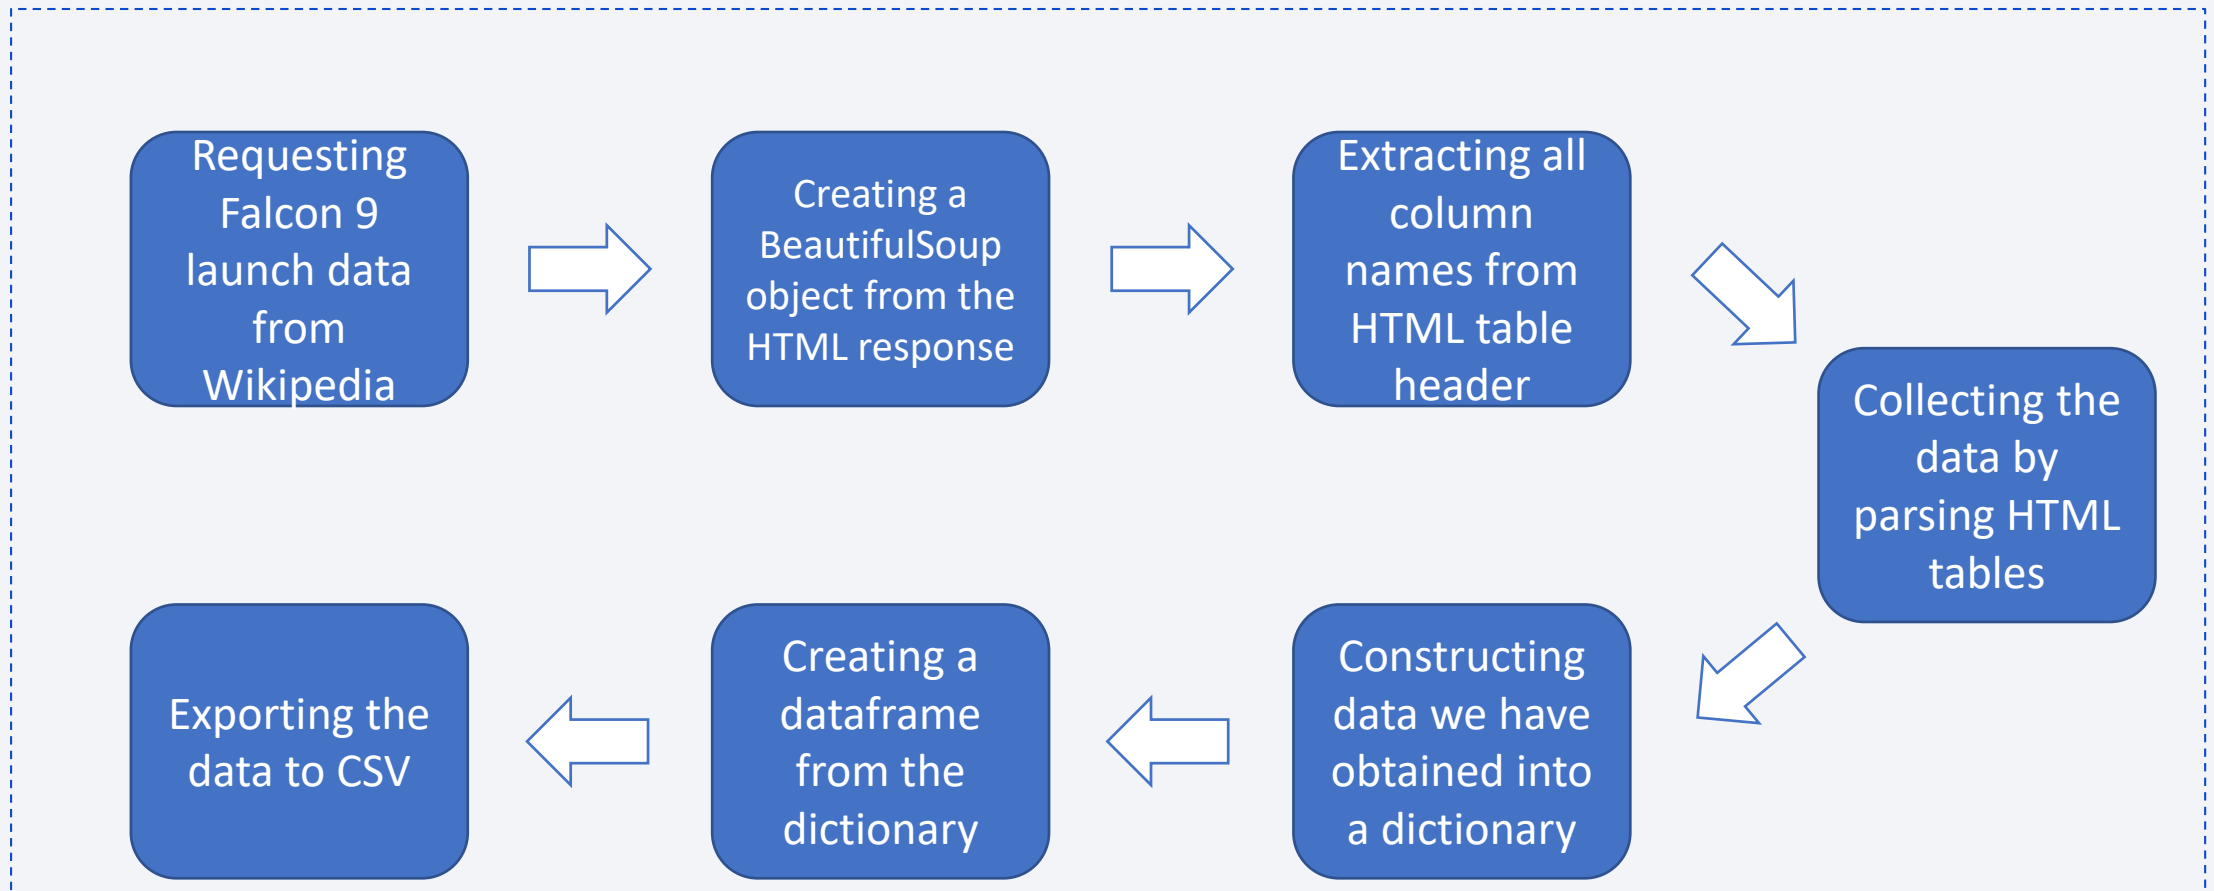 Requesting
Falcon 9
launch data
from
Wikipedia
Creating a
BeautifulSoup
object from the
HTML response
Extracting all
column
names from
HTML table
header
Collecting the
data by
parsing HTML
tables
Constructing
data we have
obtained into
a dictionary
Creating a
dataframe
from the
dictionary
Exporting the
data to CSV